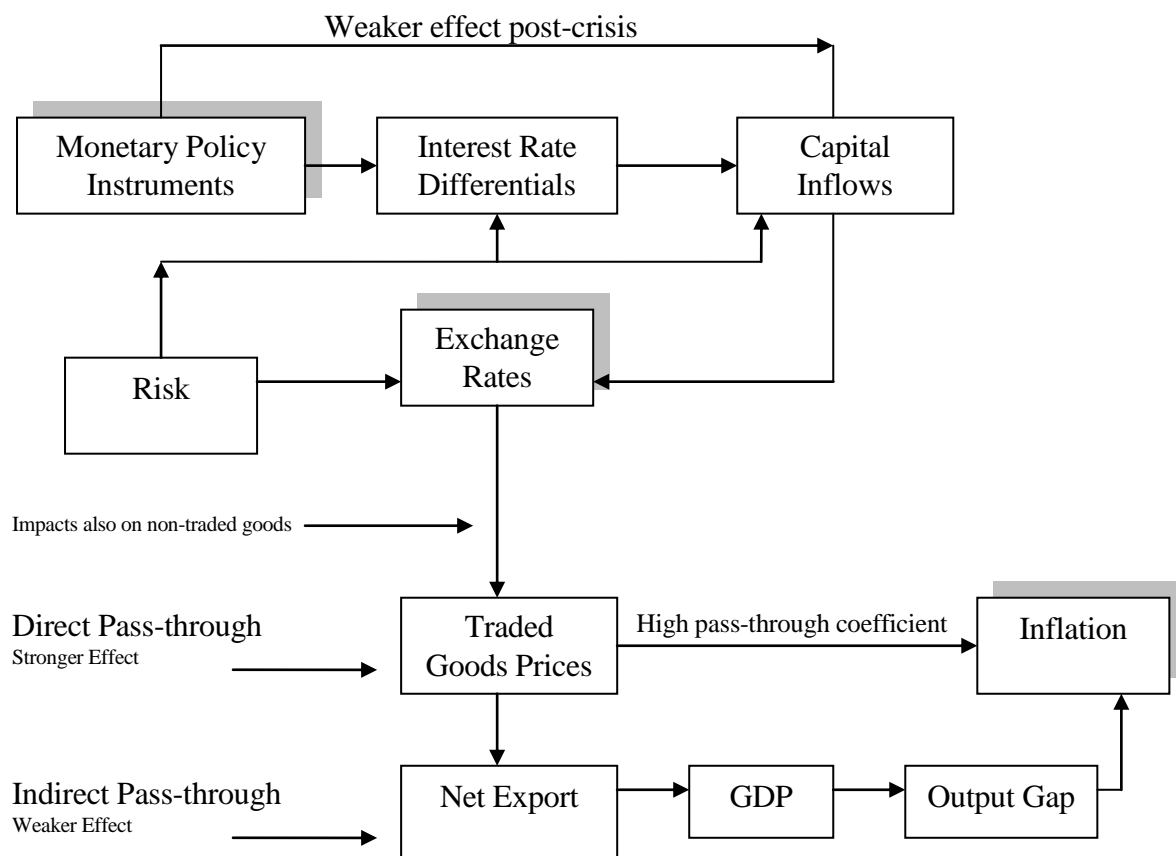 Weaker effect post-crisis
Monetary Policy
Instruments
Interest Rate
Differentials
Capital
Inflows
Exchange
Rates
Risk
Impacts also on non-traded goods
Direct Pass-through
Stronger Effect
Traded
Goods Prices
High pass-through coefficient
Inflation
Indirect Pass-through
Weaker Effect
Net Export
GDP
Output Gap